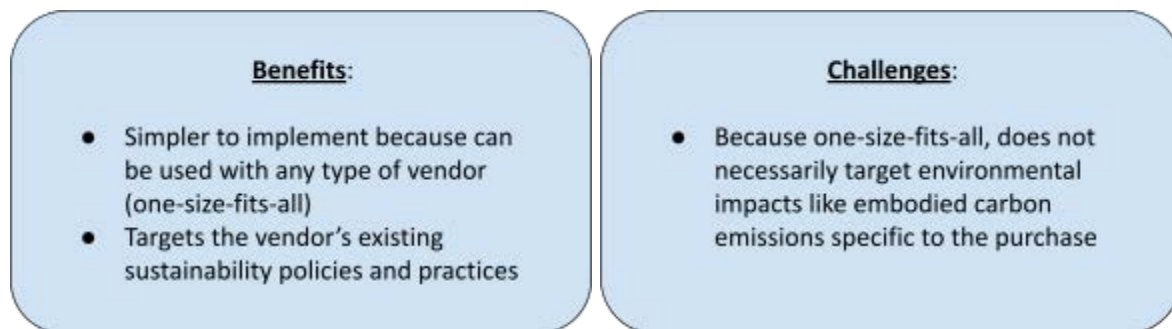 Benefits:
● Simpler to implement because can
be used with any type of vendor
(one-size-fits-all)
● Targets the vendor's existing
sustainability policies and practices
Challenges:
● Because one-size-fits-all, does not
necessarily target environmental
impacts like embodied carbon
emissions specific to the purchase